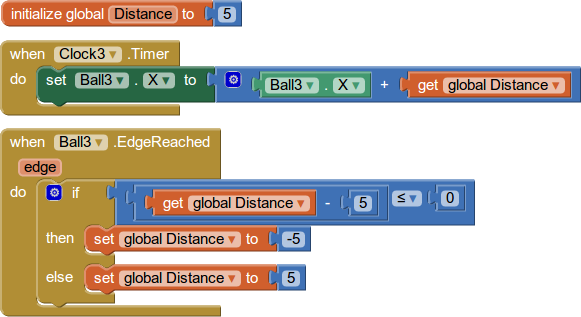 initialize global Distance to 5
when Clock3 .Timer
do set Ball3 . X to Ball3 . X + get global Distance
when Ball3 .EdgeReached
edge
do if get global Distance - 5 ≤ 0
then set global Distance to -5
else set global Distance to 5